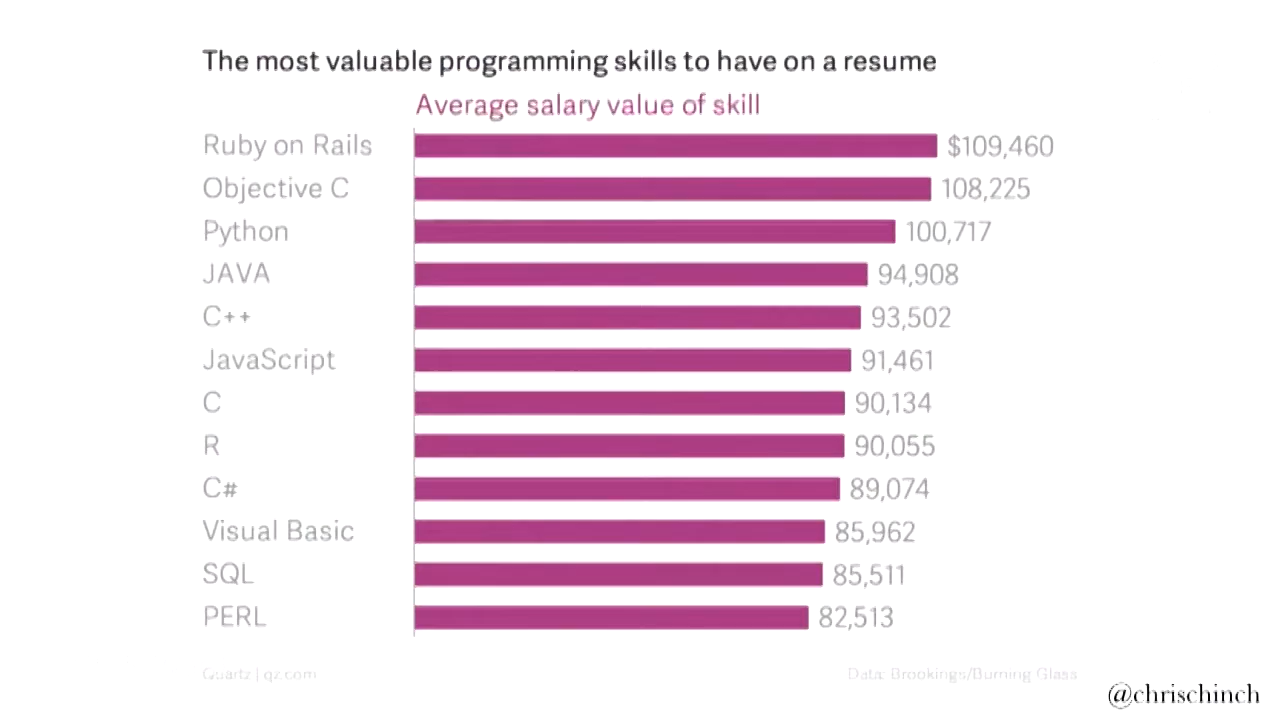 The most valuable programming skills to have on a resume
Average salary value of skill
Ruby on Rails $109,460
Objective C 108,225
Python 100,717
JAVA 94,908
C++ 93,502
JavaScript 91,461
C 90,134
R 90,055
C# 89,074
Visual Basic 85,962
SQL 85,511
PERL 82,513
Quartz | qz.com Data: Brookings/Burning Glass
@chrischinch